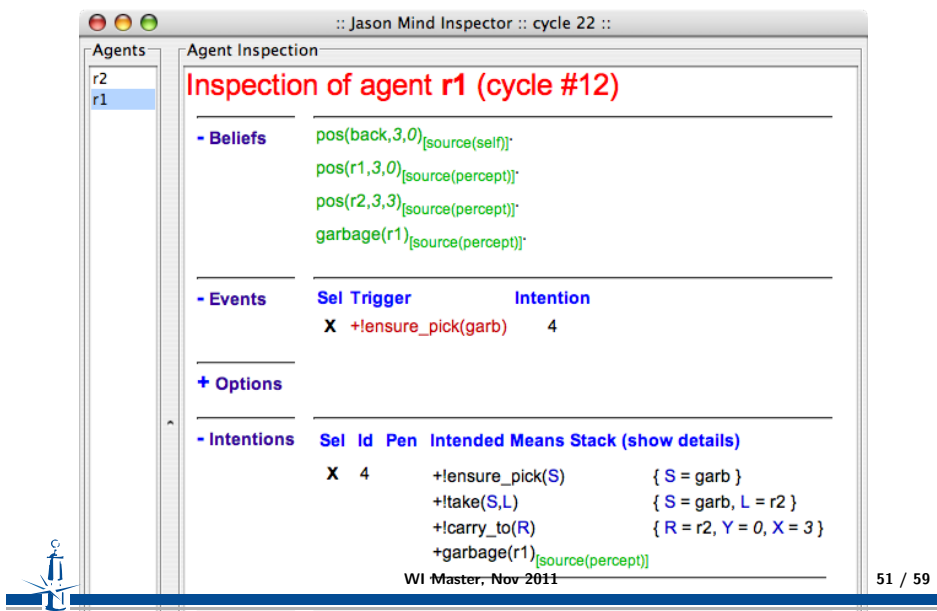 :: Jason Mind Inspector :: cycle 22 ::
Agents
Agent Inspection
r2
r1
Inspection of agent r1 (cycle #12)
- Beliefs
pos(back,3,0)[source(self)].
pos(r1,3,0)[source(percept)].
pos(r2,3,3)[source(percept)].
garbage(r1)[source(percept)].
- Events
Sel Trigger Intention
X +!ensure_pick(garb) 4
+ Options
- Intentions
Sel Id Pen Intended Means Stack (show details)
X 4 +!ensure_pick(S) { S = garb }
+!take(S,L) { S = garb, L = r2 }
+!carry_to(R) { R = r2, Y = 0, X = 3 }
+garbage(r1)[source(percept)]
WI Master, Nov 2011 51 / 59